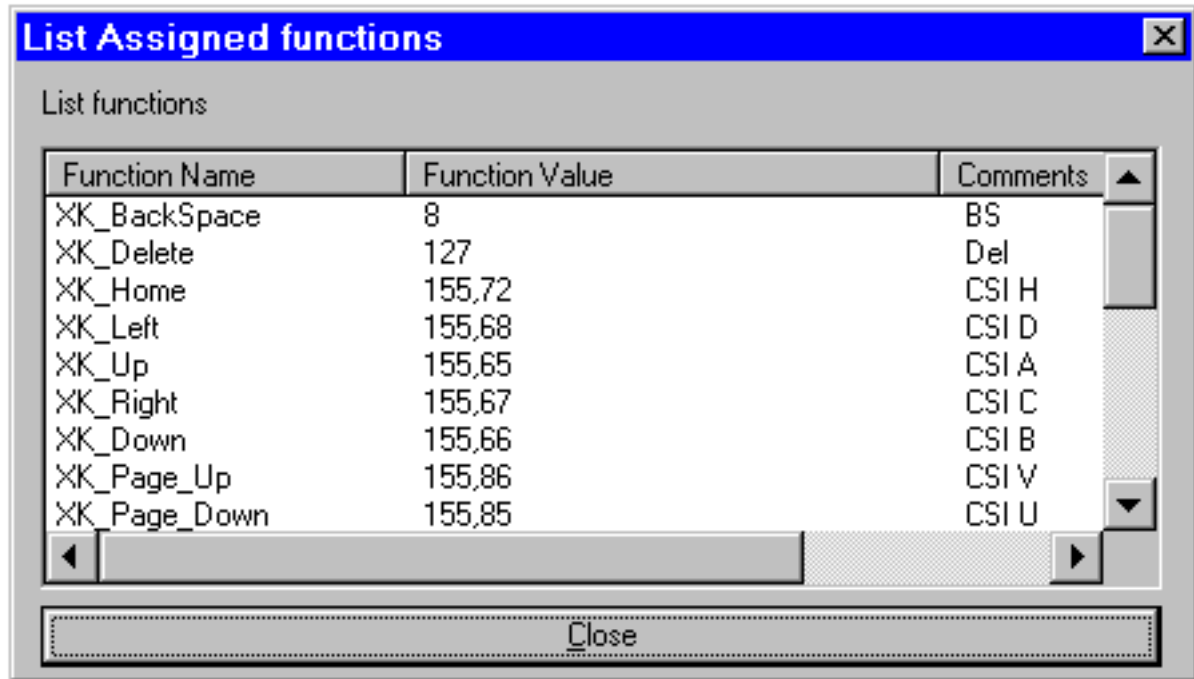 List Assigned functions
List functions
Function Name Function Value Comments
XK_BackSpace 8 BS
XK_Delete 127 Del
XK_Home 155,72 CSI H
XK_Left 155,68 CSI D
XK_Up 155,65 CSI A
XK_Right 155,67 CSI C
XK_Down 155,66 CSI B
XK_Page_Up 155,86 CSI V
XK_Page_Down 155,85 CSI U
Close